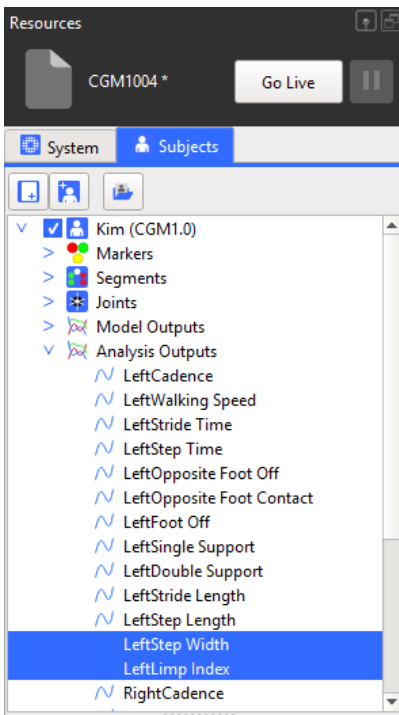 Resources
CGM1004 *
Go Live
System
Subjects
Kim (CGM1.0)
Markers
Segments
Joints
Model Outputs
Analysis Outputs
LeftCadence
LeftWalking Speed
LeftStride Time
LeftStep Time
LeftOpposite Foot Off
LeftOpposite Foot Contact
LeftFoot Off
LeftSingle Support
LeftDouble Support
LeftStride Length
LeftStep Length
LeftStep Width
LeftLimp Index
RightCadence